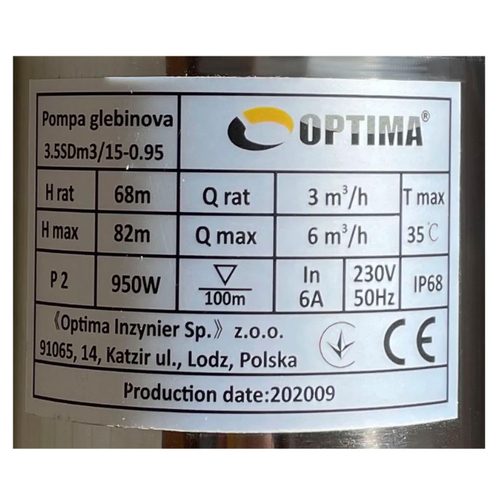 Pompa glebinova
3.5SDm3/15-0.95
OPTIMA®
H rat 68m Q rat 3 m³/h T max
H max 82m Q max 6 m³/h 35℃
P 2 950W 100m In 6A 230V 50Hz IP68
《Optima Inzynier Sp.》 z.o.o.
91065, 14, Katzir ul., Lodz, Polska
CE
Production date:202009